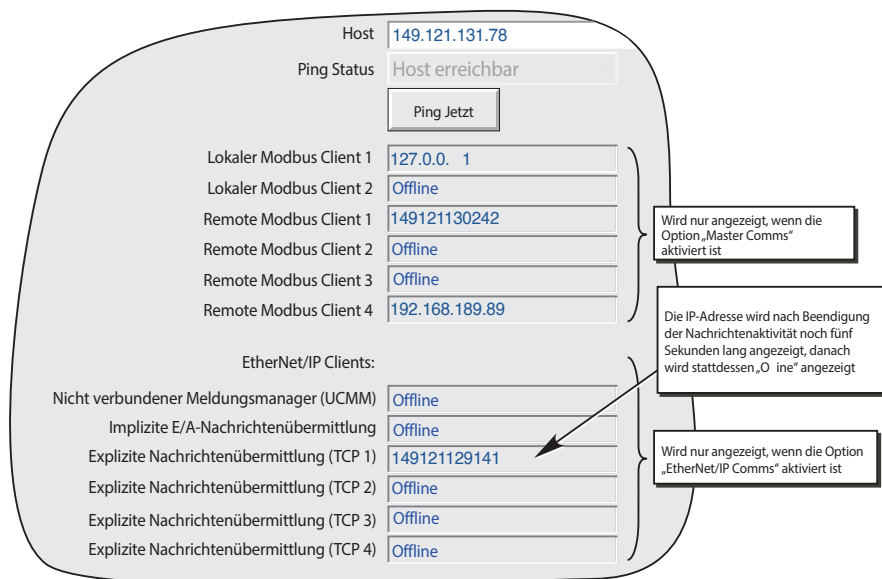 Host 149.121.131.78
Ping Status Host erreichbar
Ping Jetzt
Lokaler Modbus Client 1 127.0.0. 1
Lokaler Modbus Client 2 Offline
Remote Modbus Client 1 149121130242
Remote Modbus Client 2 Offline
Remote Modbus Client 3 Offline
Remote Modbus Client 4 192.168.189.89
Wird nur angezeigt, wenn die
Option „Master Comms“
aktiviert ist
Die IP-Adresse wird nach Beendigung
der Nachrichtenaktivität noch fünf
Sekunden lang angezeigt, danach
wird stattdessen „O ine“ angezeigt
EtherNet/IP Clients:
Nicht verbundener Meldungsmanager (UCMM) Offline
Implizite E/A-Nachrichtenübermittlung Offline
Explizite Nachrichtenübermittlung (TCP 1) 149121129141
Explizite Nachrichtenübermittlung (TCP 2) Offline
Explizite Nachrichtenübermittlung (TCP 3) Offline
Explizite Nachrichtenübermittlung (TCP 4) Offline
Wird nur angezeigt, wenn die Option
„EtherNet/IP Comms“ aktiviert ist